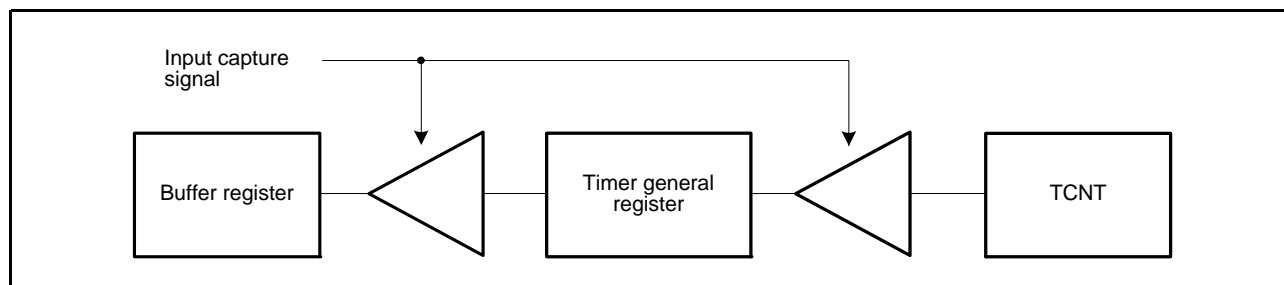 Input capture
signal
Buffer register
Timer general
register
TCNT